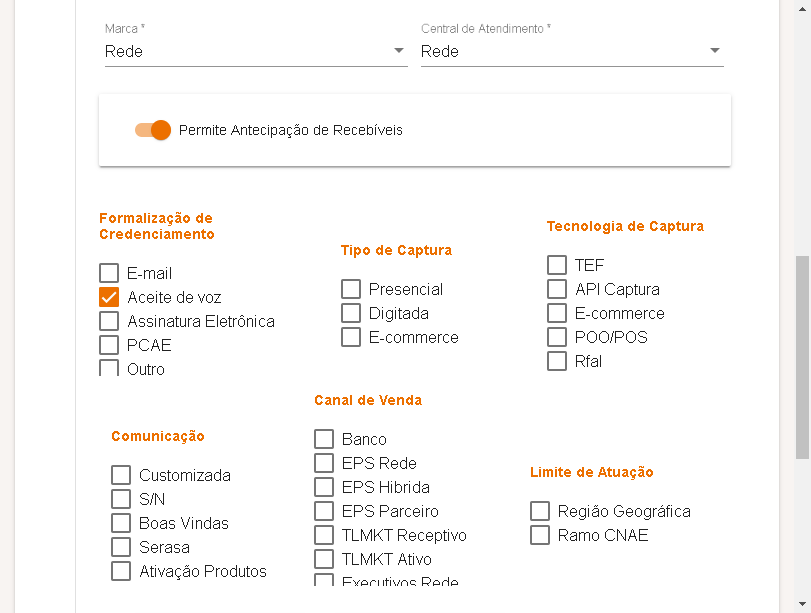 Marca *
Central de Atendimento *
Rede
Rede
Permite Antecipação de Recebíveis
Formalização de
Credenciamento
E-mail
Aceite de voz
Assinatura Eletrônica
PCAE
Outro
Tipo de Captura
Presencial
Digitada
E-commerce
Tecnologia de Captura
TEF
API Captura
E-commerce
POO/POS
Rfal
Comunicação
Customizada
S/N
Boas Vindas
Serasa
Ativação Produtos
Canal de Venda
Banco
EPS Rede
EPS Hibrida
EPS Parceiro
TLMKT Receptivo
TLMKT Ativo
Executivos Rede
Limite de Atuação
Região Geográfica
Ramo CNAE